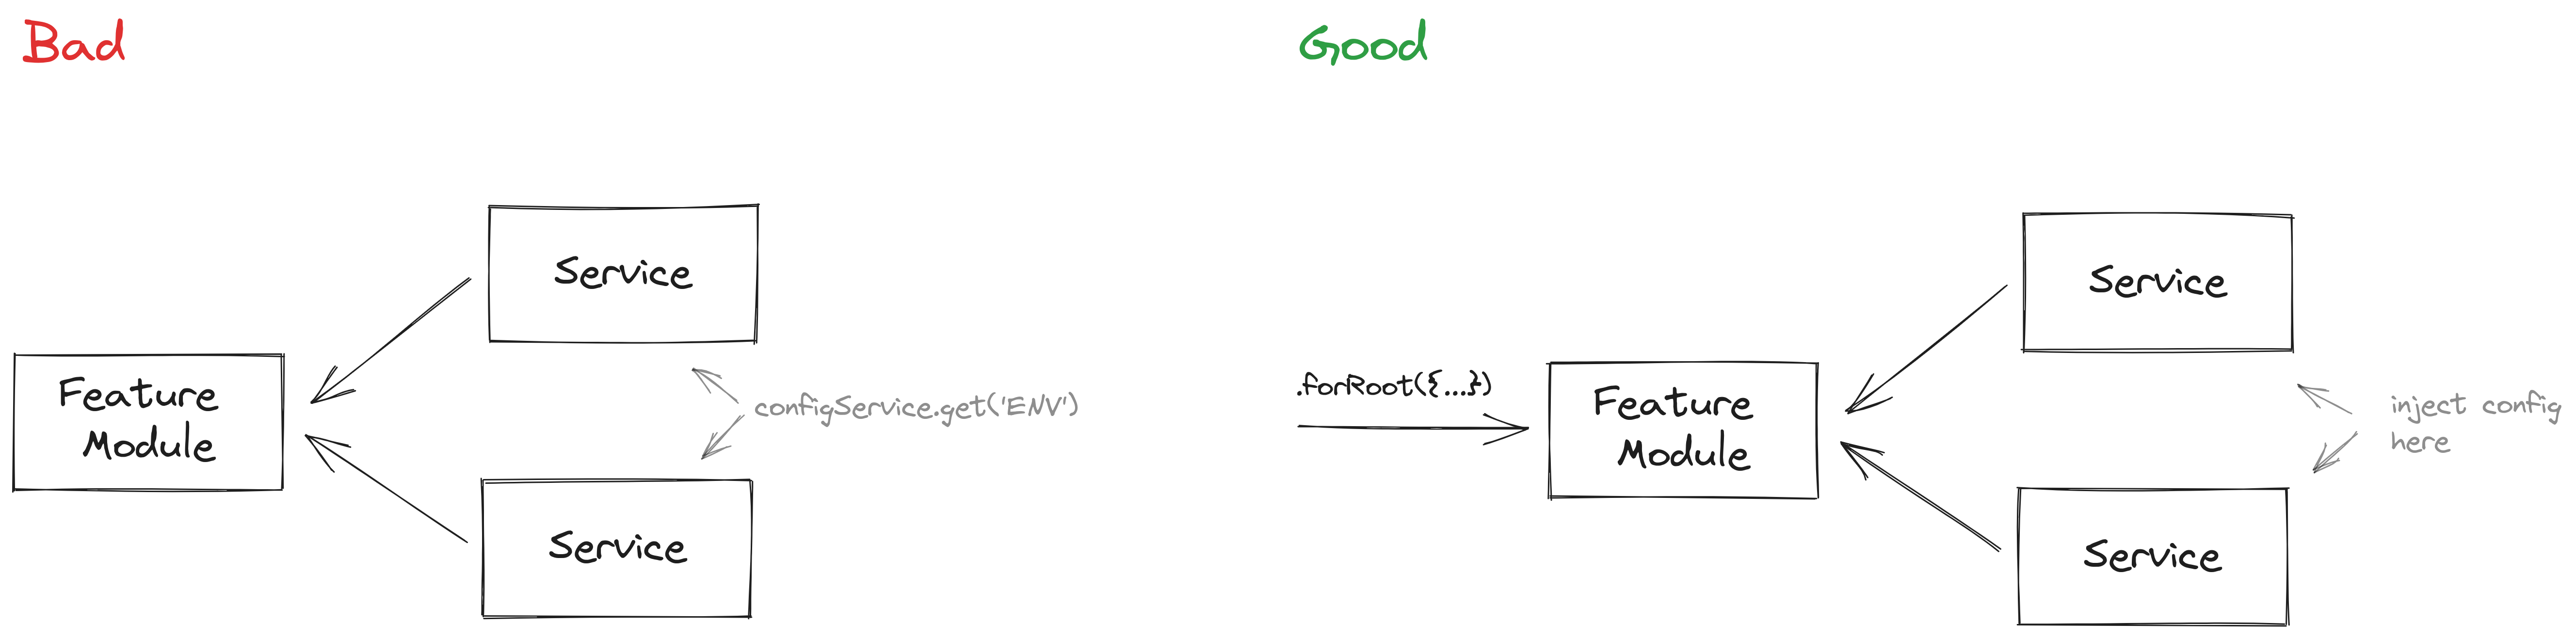 Bad
Service
Feature
Module
configService.get('ENV')
Service
Good
Service
.forRoot({...})
Feature
Module
inject config
here
Service